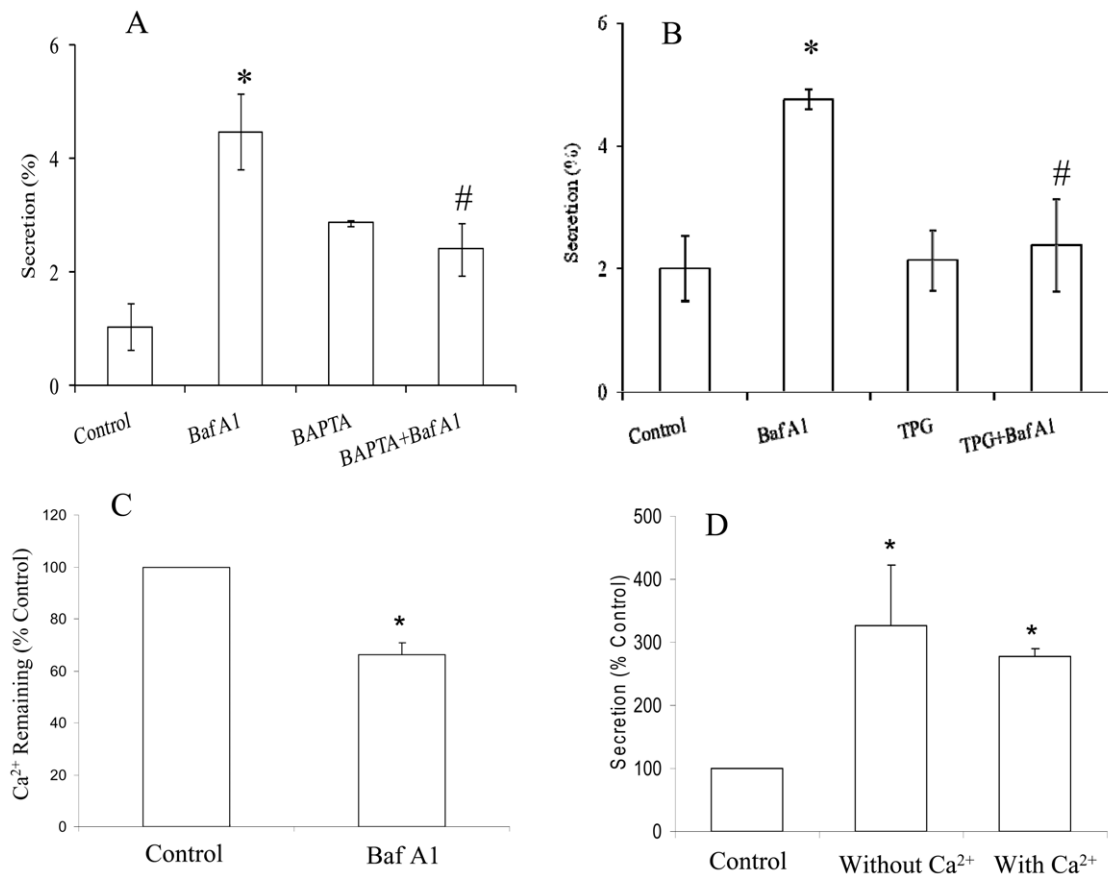 A
6
4
2
0
Secretion (%)
*
#
Control
Baf A1
BAPTA
BAPTA+Baf A1
B
6
4
2
0
Secretion (%)
*
#
Control
Baf A1
TPG
TPG+Baf A1
C
120
100
80
60
40
20
0
Ca²⁺ Remaining (% Control)
*
Control
Baf A1
D
500
400
300
200
100
0
Secretion (% Control)
*
*
Control
Without Ca²⁺
With Ca²⁺